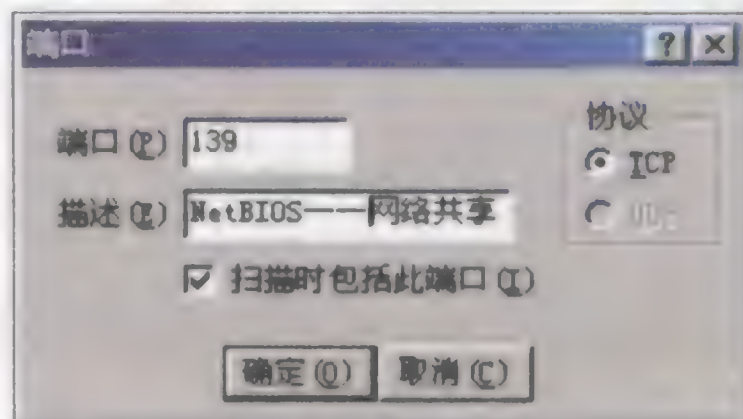 端口
端口(P) 139
描述(E) NetBIOS——网络共享
协议
TCP
扫描时包括此端口(I)
确定(O) 取消(C)